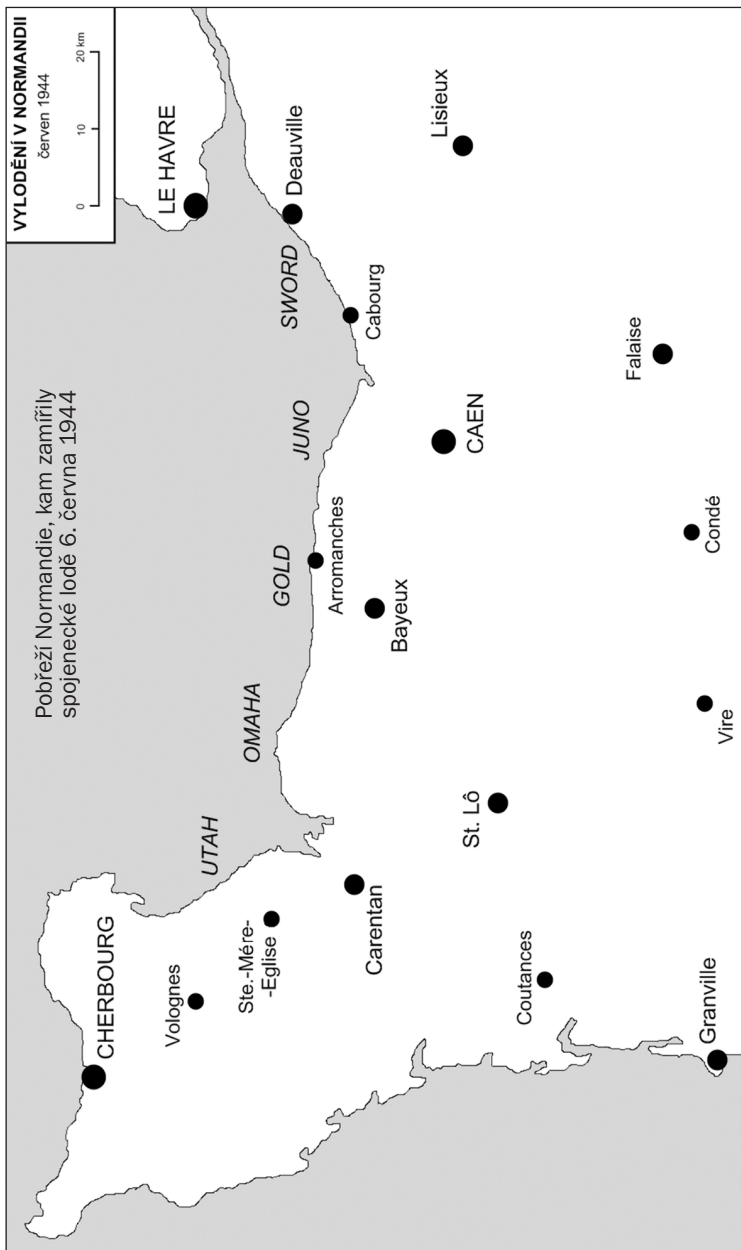 VYLODĚNÍ V NORMANDII
červen 1944
0 10 20 km
Pobřeží Normandie, kam zamířily
spojenecké lodě 6. června 1944
CHERBOURG
LE HAVRE
Volognes
UTAH
OMAHA
GOLD
JUNO
SWORD
Deauville
Ste.-Mére-
-Eglise
Arromanches
Cabourg
Carentan
Bayeux
CAEN
Lisieux
St. Lô
Coutances
Falaise
Granville
Vire
Condé